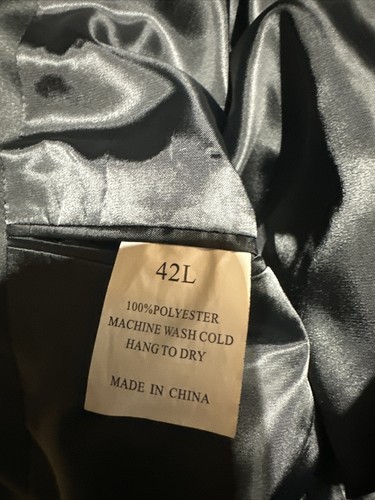 42L
100%POLYESTER
MACHINE WASH COLD
HANG TO DRY
MADE IN CHINA